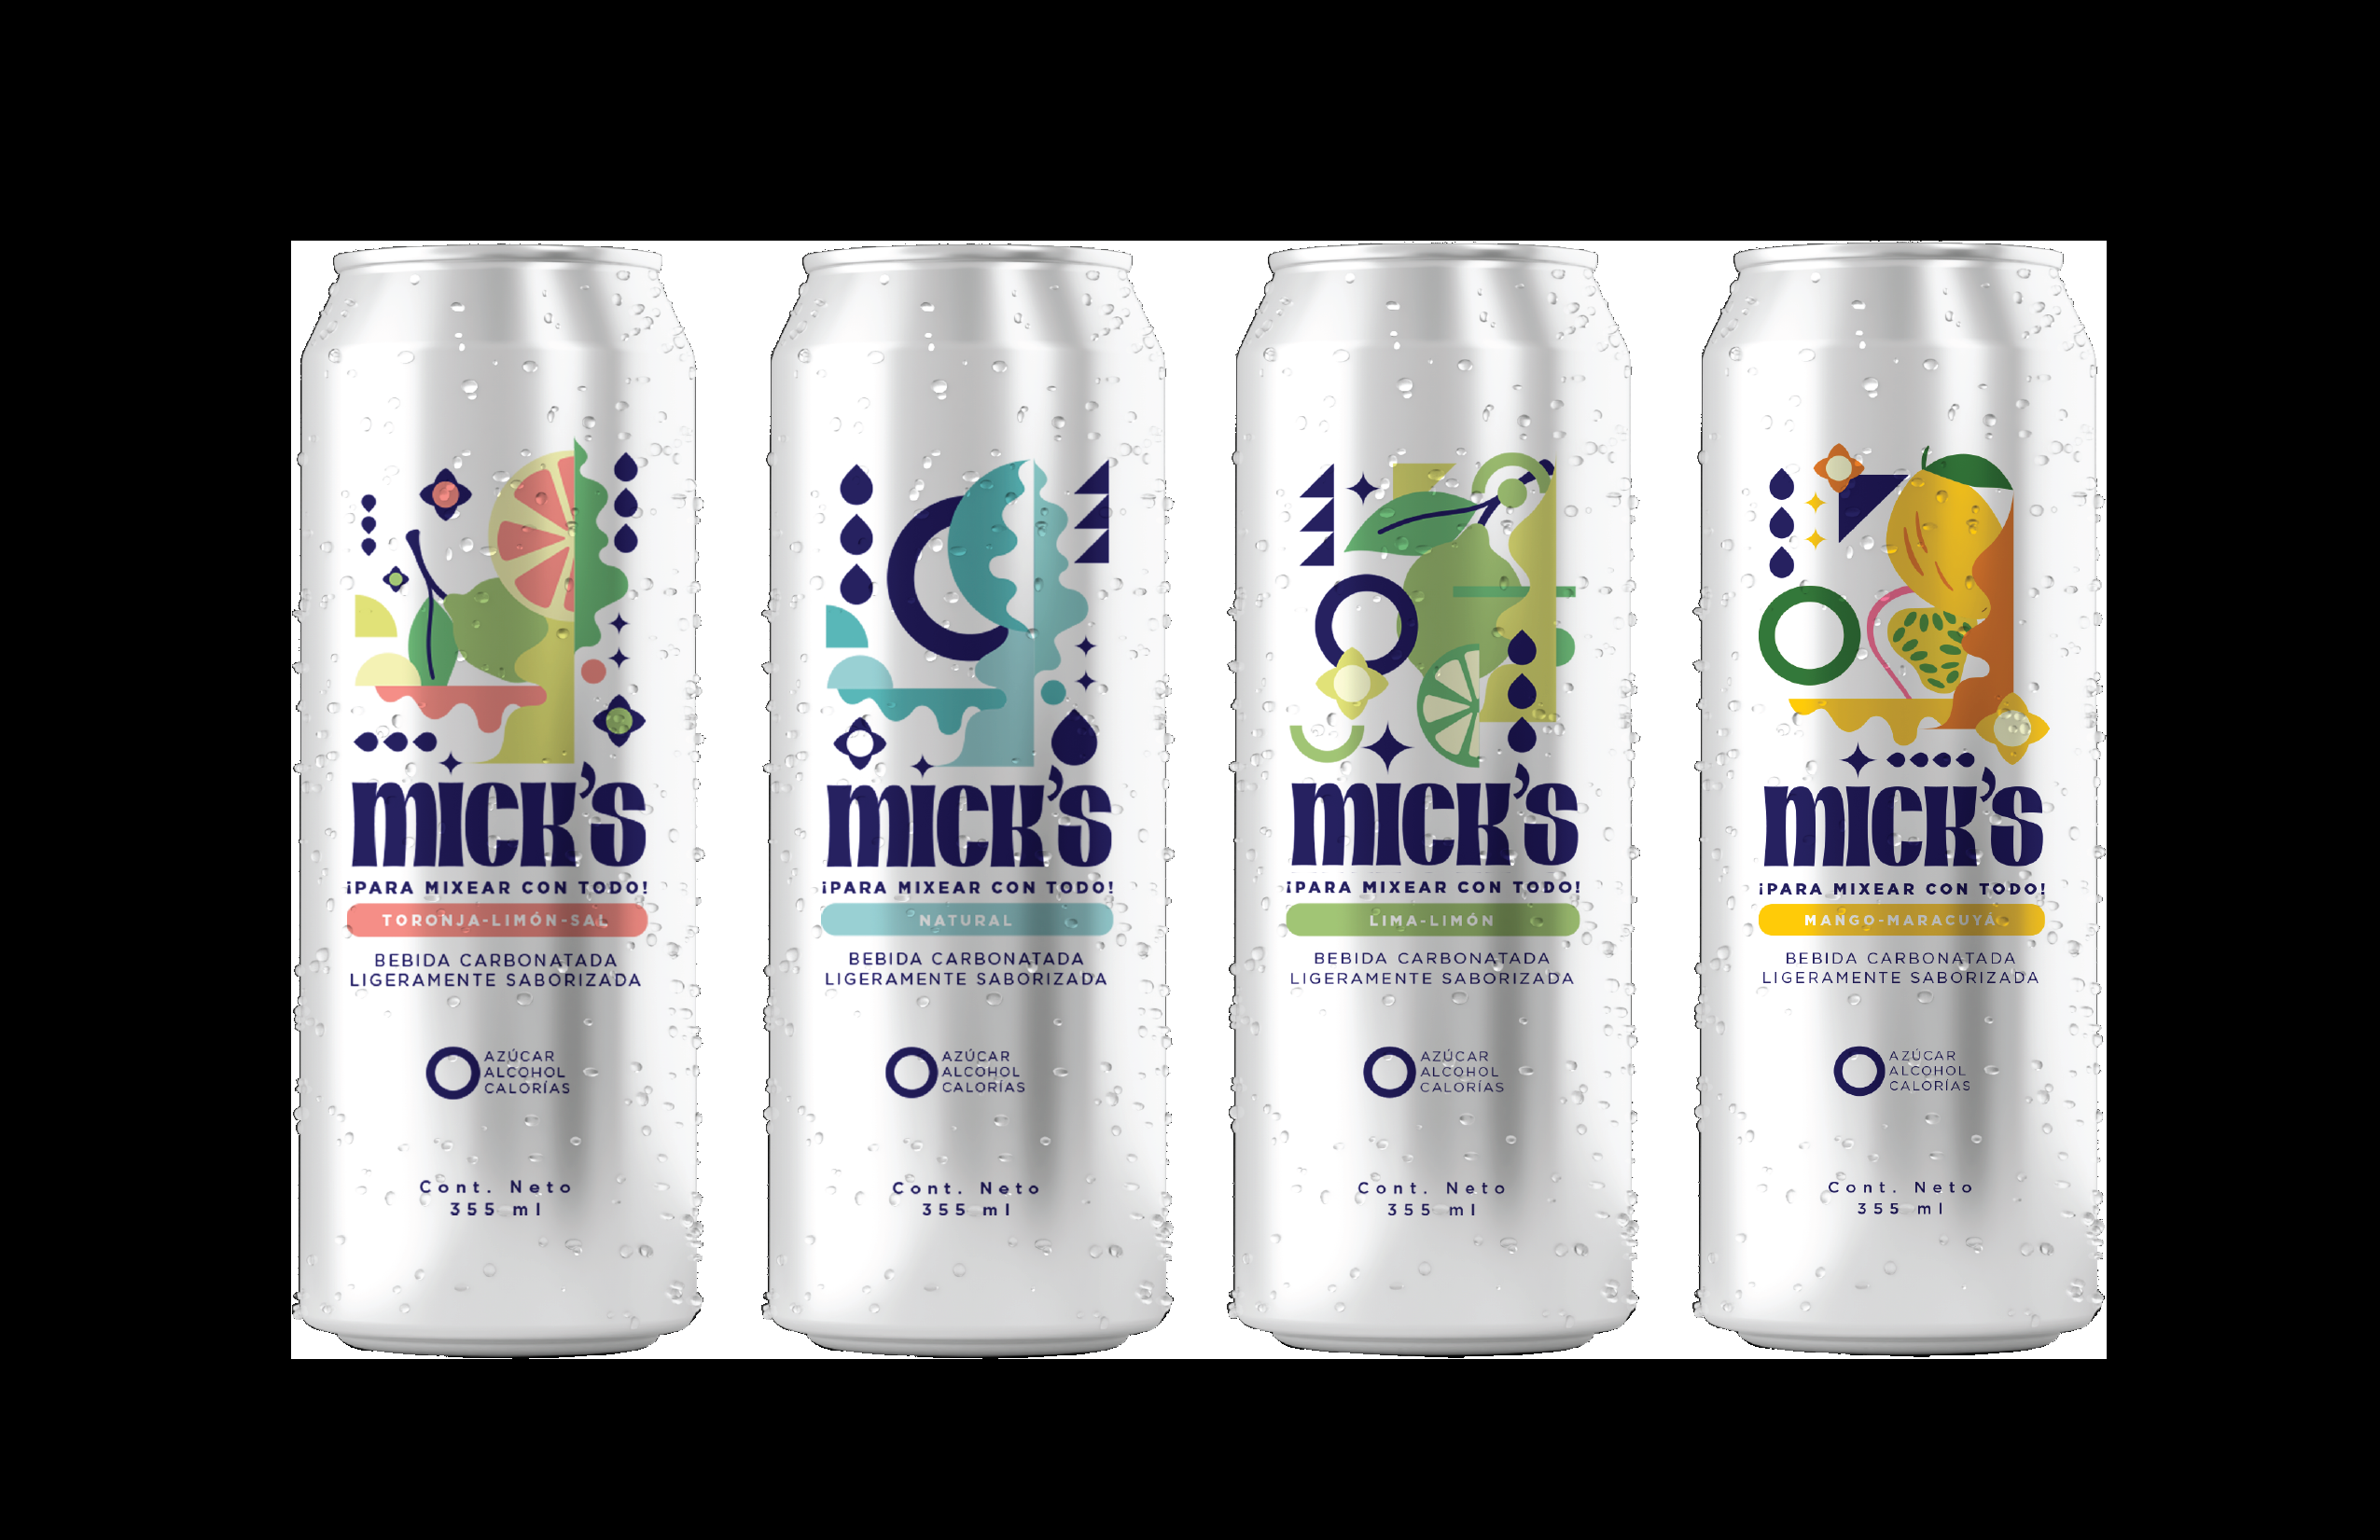 mICK'S
¡PARA MIXEAR CON TODO!
TORONJA-LIMÓN-SAL
BEBIDA CARBONATADA
LIGERAMENTE SABORIZADA
O AZÚCAR
ALCOHOL
CALORÍAS
Cont. Neto
355 ml
mICK'S
¡PARA MIXEAR CON TODO!
NATURAL
BEBIDA CARBONATADA
LIGERAMENTE SABORIZADA
O AZÚCAR
ALCOHOL
CALORÍAS
Cont. Neto
355 ml
mICK'S
¡PARA MIXEAR CON TODO!
LIMA-LIMÓN
BEBIDA CARBONATADA
LIGERAMENTE SABORIZADA
O AZÚCAR
ALCOHOL
CALORÍAS
Cont. Neto
355 ml
mICK'S
¡PARA MIXEAR CON TODO!
MANGO-MARACUYÁ
BEBIDA CARBONATADA
LIGERAMENTE SABORIZADA
O AZÚCAR
ALCOHOL
CALORÍAS
Cont. Neto
355 ml